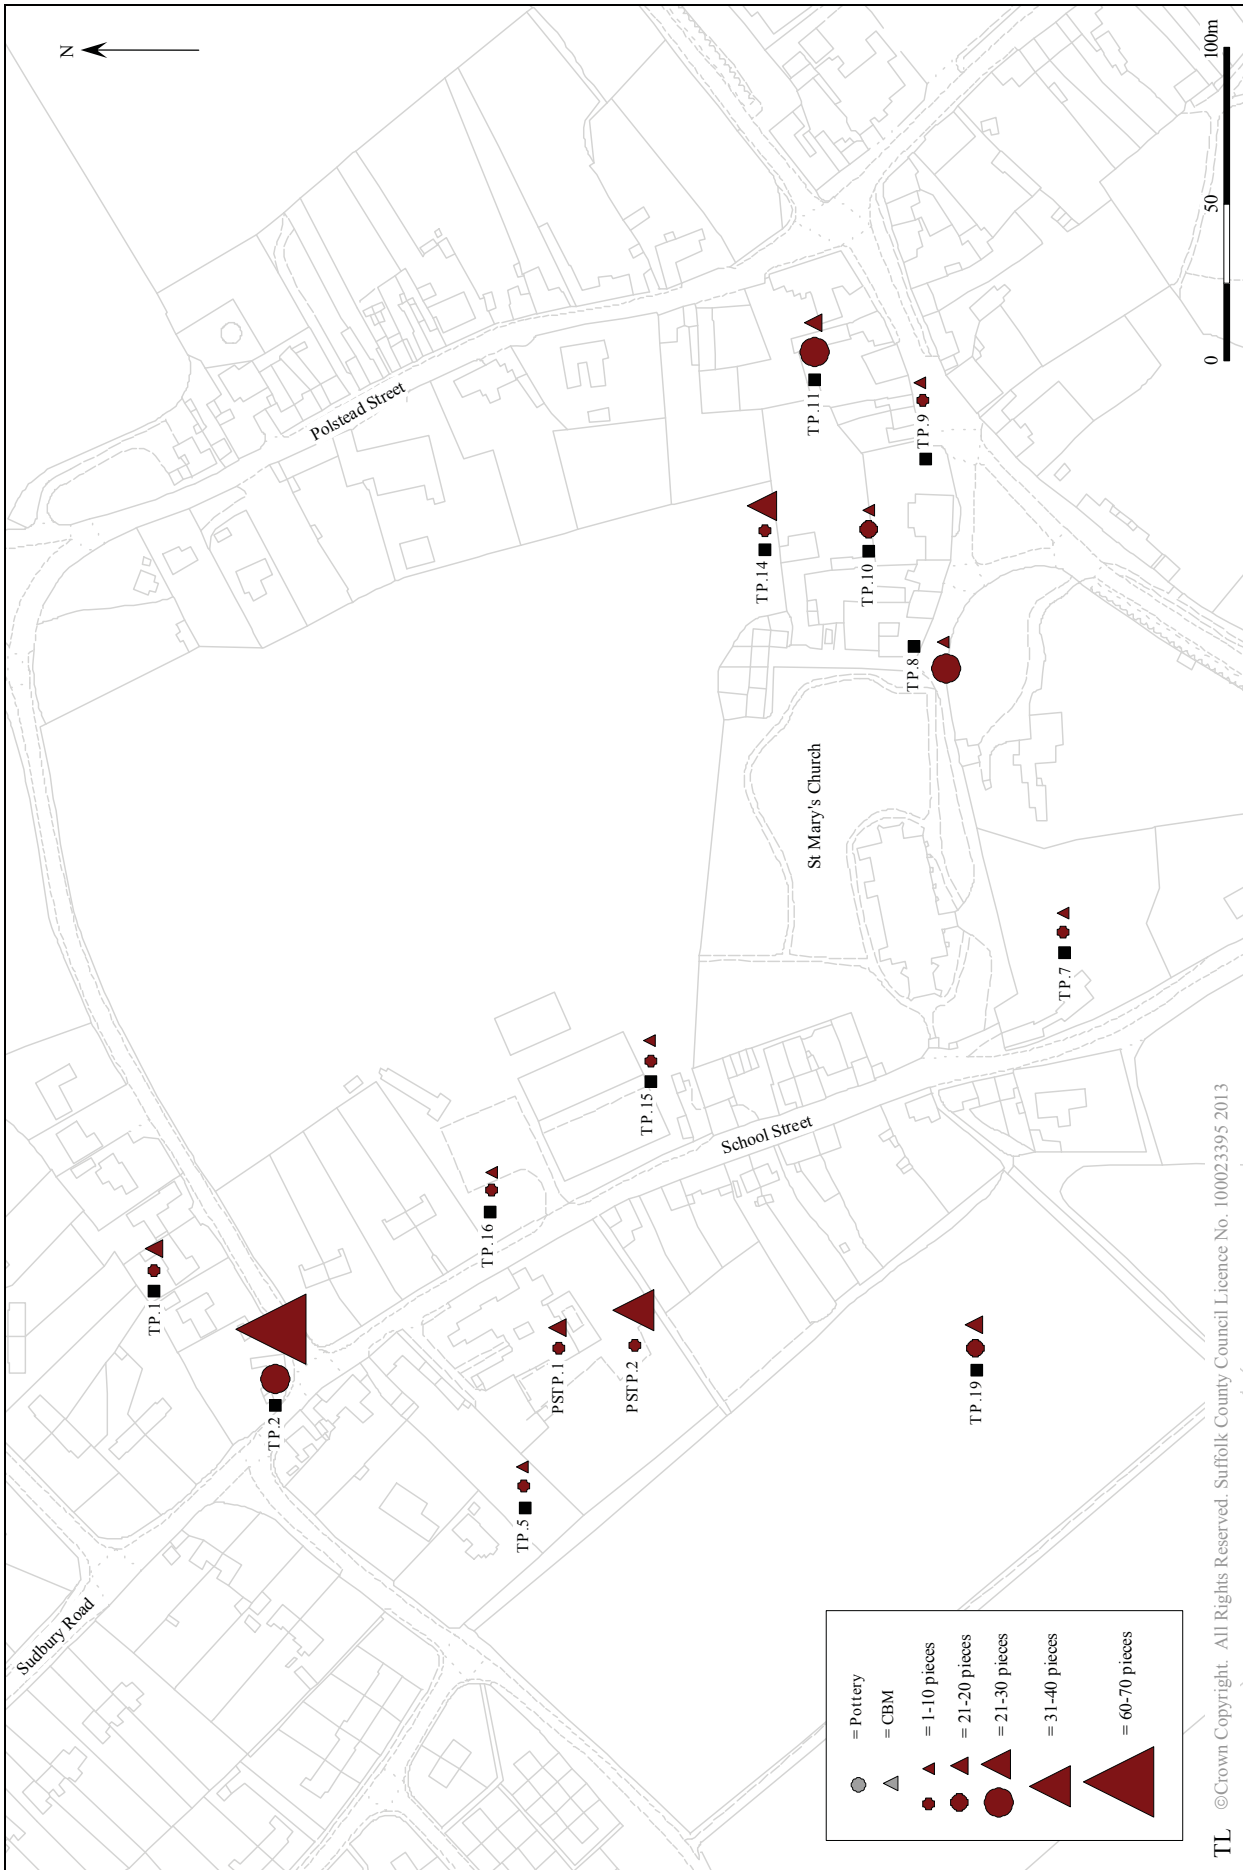 N
Sudbury Road
Polstead Street
School Street
St Mary's Church
TP.1
TP.2
TP.5
PSTP.1
PSTP.2
TP.16
TP.15
TP.19
TP.7
TP.8
TP.14
TP.10
TP.11
TP.9
= Pottery
= CBM
= 1-10 pieces
= 21-20 pieces
= 21-30 pieces
= 31-40 pieces
= 60-70 pieces
0 50 100m
TL ©Crown Copyright. All Rights Reserved. Suffolk County Council Licence No. 100023395 2013